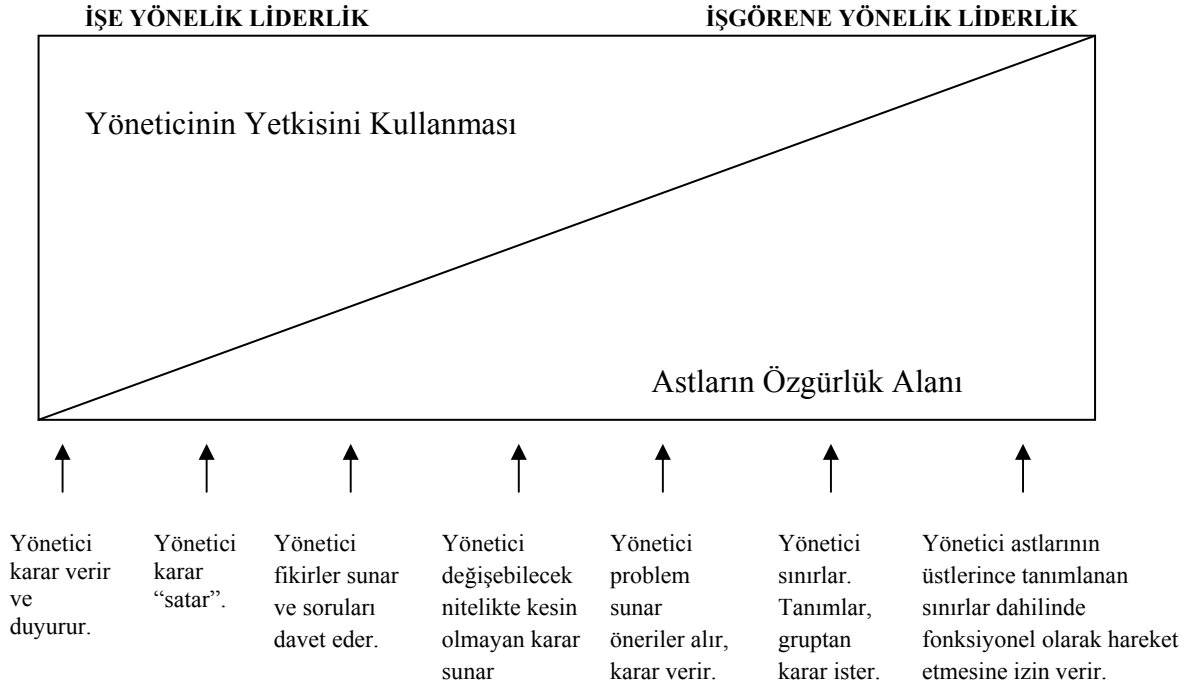 İŞE YÖNELİK LİDERLİK
İŞGÖRENE YÖNELİK LİDERLİK
Yöneticinin Yetkisini Kullanması
Astların Özgürlük Alanı
Yönetici
karar verir
ve
duyurur.
Yönetici
karar
“satar”.
Yönetici
fikirler sunar
ve soruları
davet eder.
Yönetici
değişebilecek
nitelikte kesin
olmayan karar
sunar
Yönetici
problem
sunar
öneriler alır,
karar verir.
Yönetici
sınırlar.
Tanımlar,
gruptan
karar ister.
Yönetici astlarının
üstlerince tanımlanan
sınırlar dahilinde
fonksiyonel olarak hareket
etmesine izin verir.